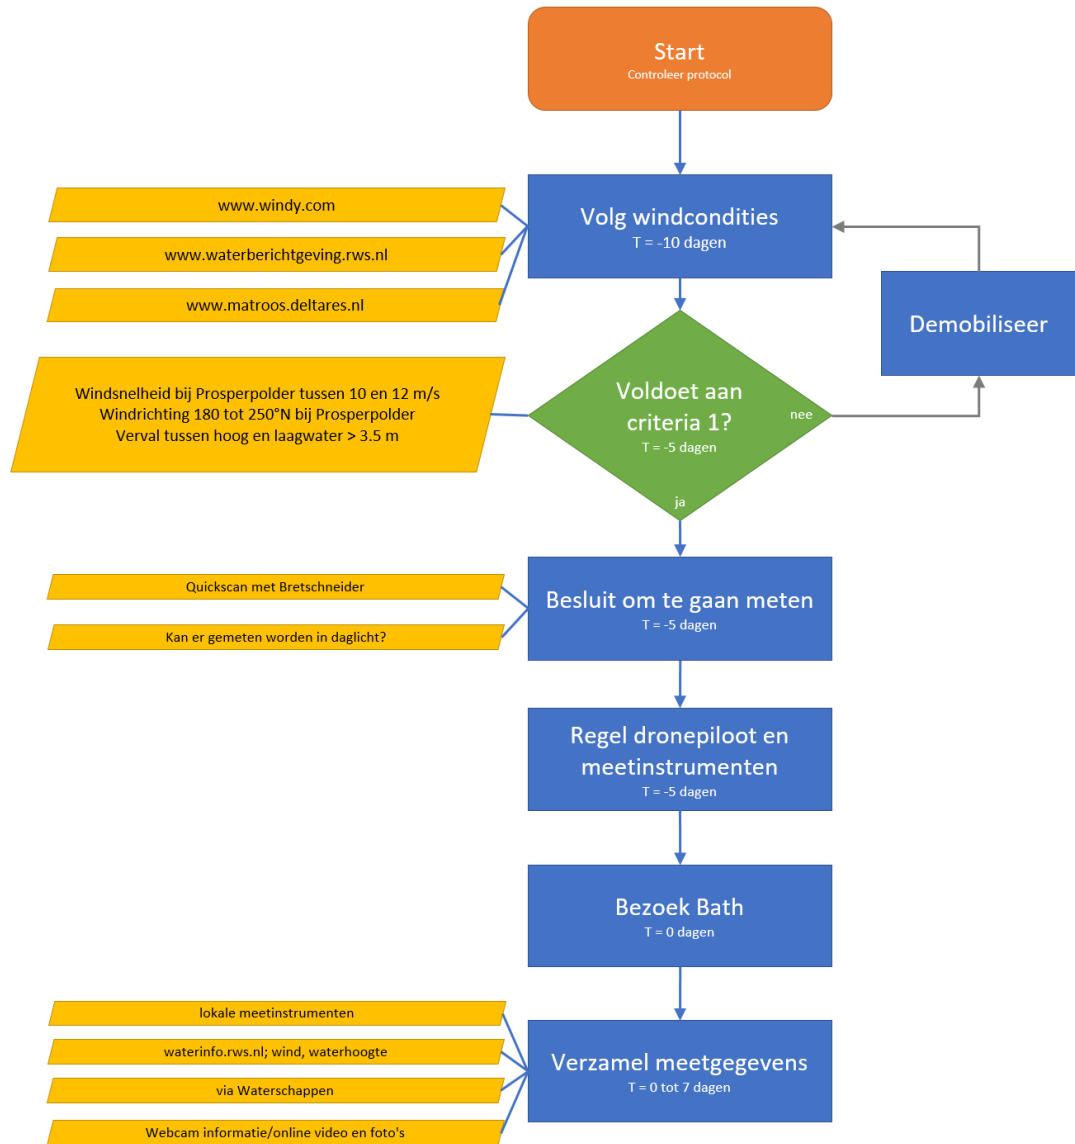 Start
Controleer protocol
www.windy.com
www.waterberichtgeving.rws.nl
www.matroos.deltares.nl
Volg windcondities
T = -10 dagen
Demobiliseer
Windsnelheid bij Prosperpolder tussen 10 en 12 m/s
Windrichting 180 tot 250°N bij Prosperpolder
Verval tussen hoog en laagwater > 3.5 m
Voldoet aan
criteria 1?
T = -5 dagen
nee
ja
Quickscan met Bretschneider
Kan er gemeten worden in daglicht?
Besluit om te gaan meten
T = -5 dagen
Regel dronepiloot en
meetinstrumenten
T = -5 dagen
Bezoek Bath
T = 0 dagen
lokale meetinstrumenten
waterinfo.rws.nl; wind, waterhoogte
via Waterschappen
Webcam informatie/online video en foto's
Verzamel meetgegevens
T = 0 tot 7 dagen